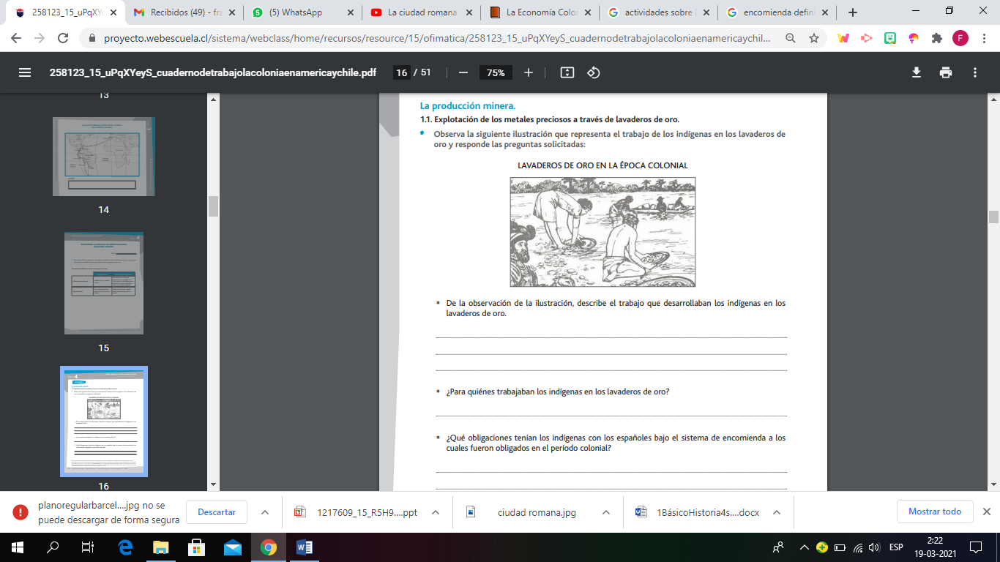 258123_15_uPqXYe
Recibidos (49) - fra
(5) WhatsApp
La ciudad romana
La Economía Color
actividades sobre
encomienda defini
proyecto.webescuela.cl/sistema/webclass/home/recursos/resource/15/ofimatica/258123_15_uPqXYeyS_cuadernodetrabajolacoloniaenamericaychil...
F
258123_15_uPqXYeyS_cuadernodetrabajolacoloniaenamericaychile.pdf
16 / 51
75%
13
14
15
16
La producción minera.
1.1. Explotación de los metales preciosos a través de lavaderos de oro.
• Observa la siguiente ilustración que representa el trabajo de los indígenas en los lavaderos de
oro y responde las preguntas solicitadas:
LAVADEROS DE ORO EN LA ÉPOCA COLONIAL
▪ De la observación de la ilustración, describe el trabajo que desarrollaban los indígenas en los
lavaderos de oro.
▪ ¿Para quiénes trabajaban los indígenas en los lavaderos de oro?
▪ ¿Qué obligaciones tenían los indígenas con los españoles bajo el sistema de encomienda a los
cuales fueron obligados en el período colonial?
planoregularbarcel....jpg no se
puede descargar de forma segura
Descartar
1217609_15_R5H9....ppt
ciudad romana.jpg
1BásicoHistoria4s....docx
Mostrar todo
ESP
2:22
19-03-2021